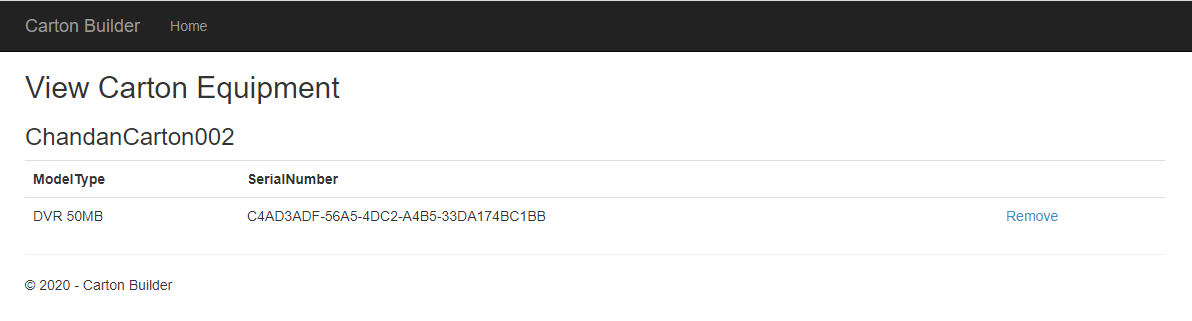 Carton Builder Home
View Carton Equipment
ChandanCarton002
ModelType SerialNumber
DVR 50MB C4AD3ADF-56A5-4DC2-A4B5-33DA174BC1BB Remove
© 2020 - Carton Builder